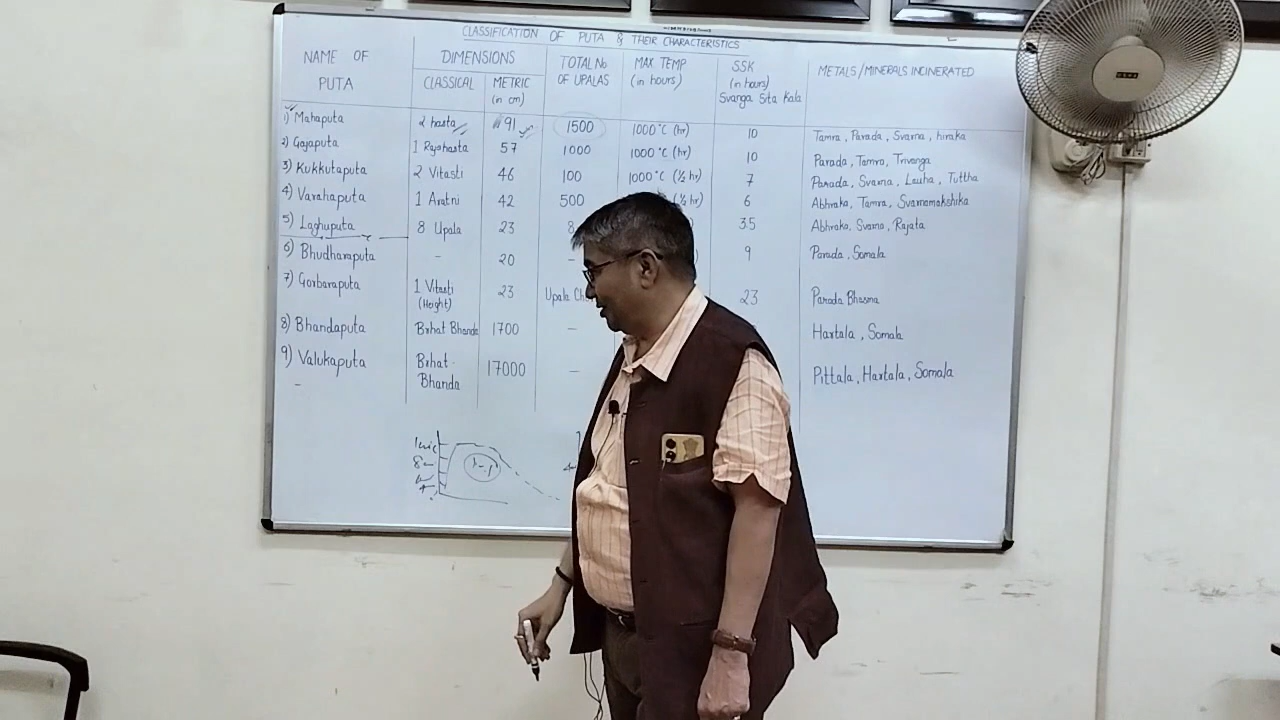 CLASSIFICATION OF PUTA & THEIR CHARACTERISTICS
NAME OF PUTA DIMENSIONS TOTAL No OF UPALAS MAX TEMP (in hours) SSK (in hours) Svanga Sita Kala METALS/MINERALS INCINERATED
CLASSICAL METRIC (in cm)
1) Mahaputa 2 hasta 91 1500 1000°C (hr) 10 Tamra, Parada, Svarna, hiraka
2) Gajaputa 1 Rajahasta 57 1000 1000°C (hr) 10 Parada, Tamra, Trivanga
3) Kukkutaputa 2 Vitasti 46 100 1000°C (½ hr) 7 Parada, Svarna, Lauha, Tuttha
4) Varahaputa 1 Aratni 42 500 hr) 6 Abhraka, Tamra, Svarnamakshika
5) Laghuputa 8 Upala 23 8 35 Abhraka, Svarna, Rajata
6) Bhudharaputa - 20 - 9 Parada, Somala
7) Gorbaraputa 1 Vitasti (Height) 23 Upala 23 Parada Bhasma
8) Bhandaputa Brhat Bhanda 1700 - Hartala, Somala
9) Valukaputa Brhat Bhanda 17000 - Pittala, Hartala, Somala